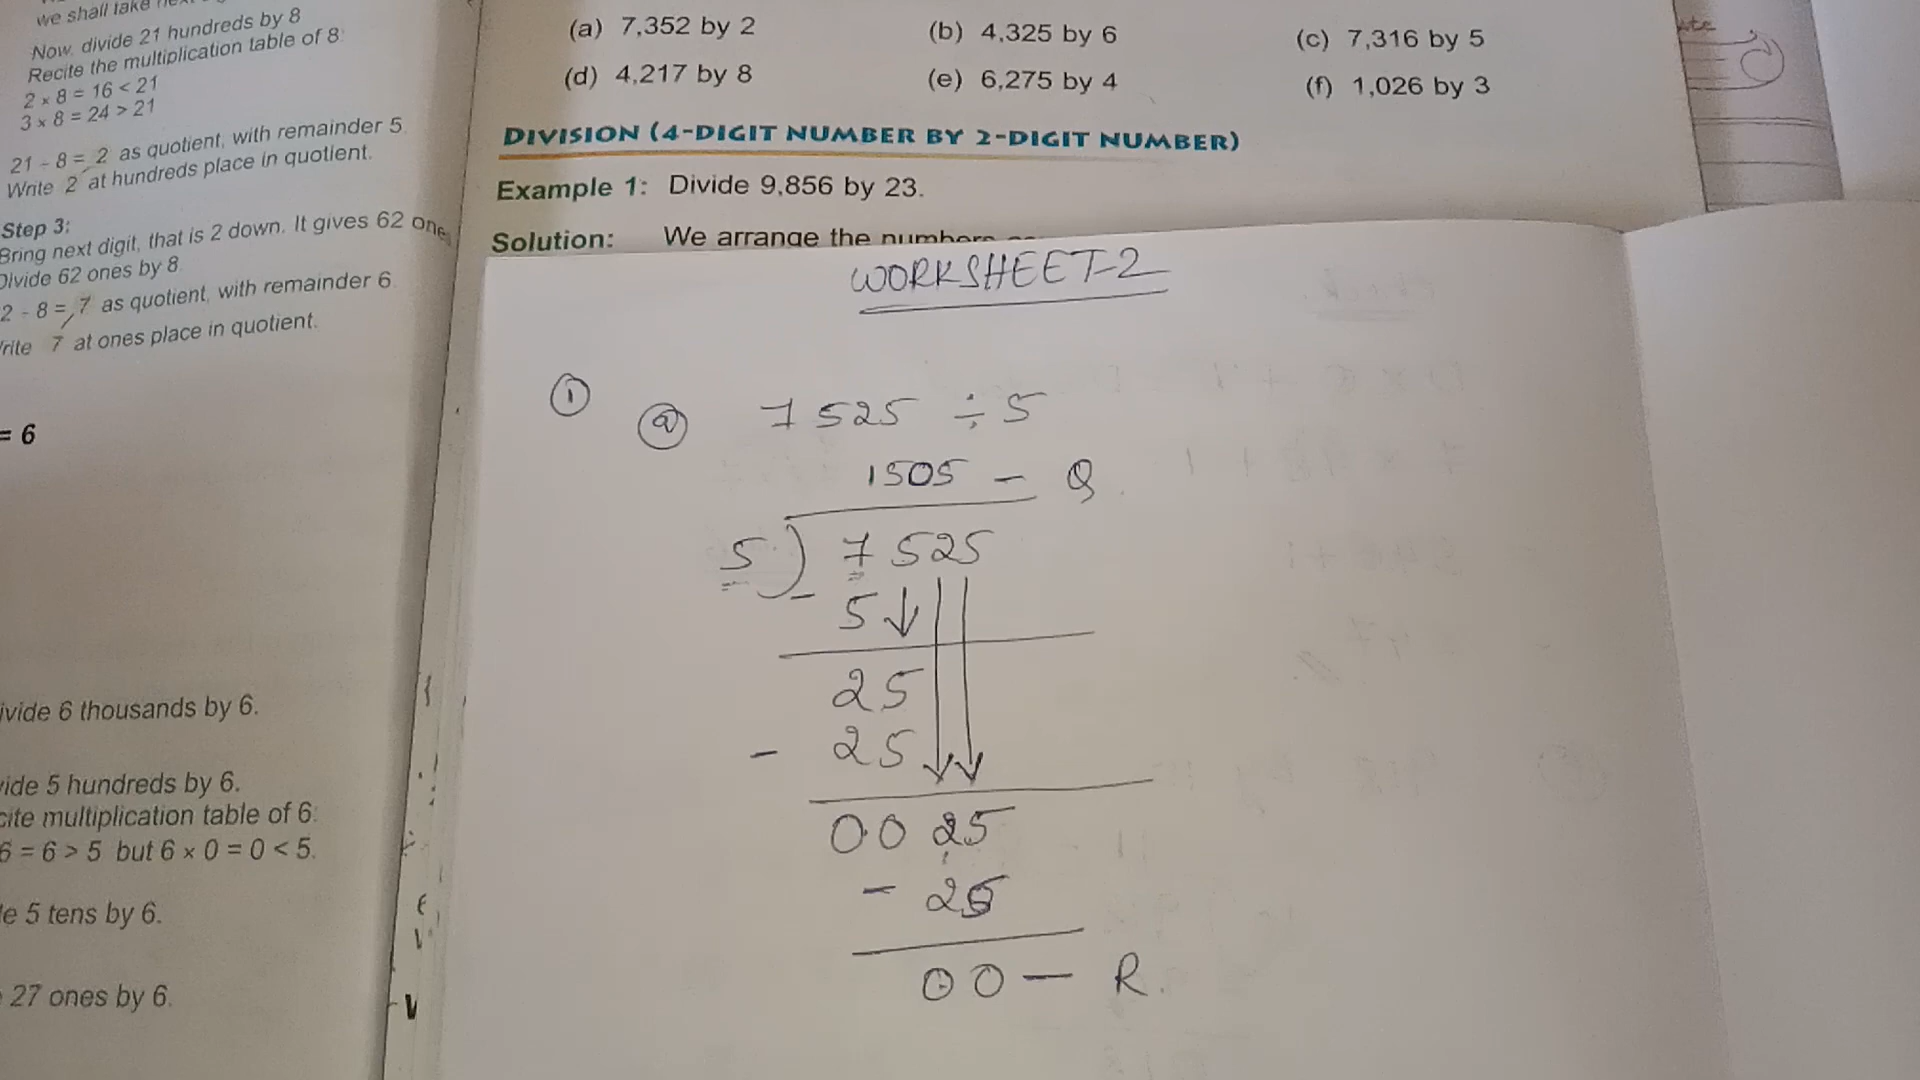 we shall take
Now, divide 21 hundreds by 8
Recite the multiplication table of 8:
2 × 8 = 16 < 21
3 × 8 = 24 > 21
21 ÷ 8 = 2 as quotient, with remainder 5.
Write 2 at hundreds place in quotient.
Step 3:
Bring next digit, that is 2 down. It gives 62 one
Divide 62 ones by 8
2 ÷ 8 = 7 as quotient, with remainder 6.
rite 7 at ones place in quotient.
= 6
ivide 6 thousands by 6.
vide 5 hundreds by 6.
cite multiplication table of 6:
6 = 6 > 5 but 6 × 0 = 0 < 5.
le 5 tens by 6.
27 ones by 6.
(a) 7,352 by 2 (b) 4,325 by 6 (c) 7,316 by 5
(d) 4,217 by 8 (e) 6,275 by 4 (f) 1,026 by 3
DIVISION (4-DIGIT NUMBER BY 2-DIGIT NUMBER)
Example 1: Divide 9,856 by 23.
Solution: We arrange the numbers
WORKSHEET-2
1
a 7525 ÷ 5
1505 - Q
5) 7525
- 5
25
- 25
0025
- 25
00 - R.